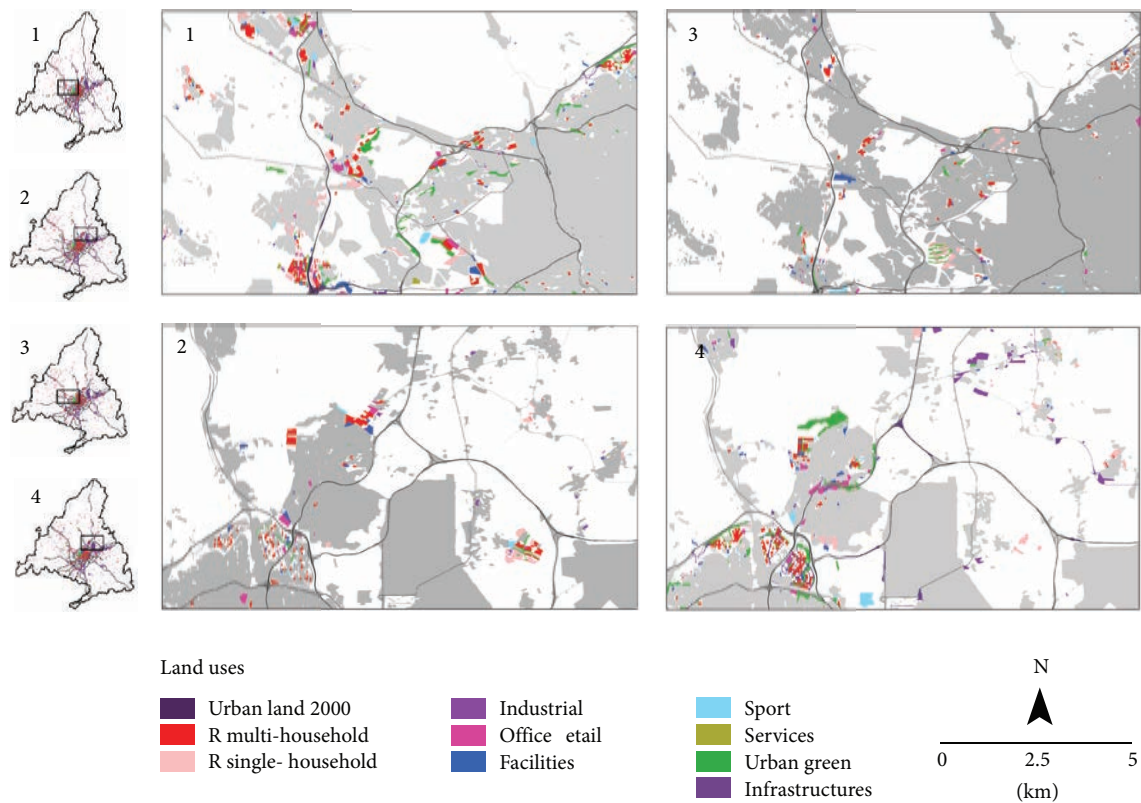 1
1
3
2
3
2
4
4
Land uses
N
Urban land 2000
Industrial
Sport
R multi-household
Office etail
Services
R single- household
Facilities
Urban green
Infrastructures
0
2.5
5
(km)